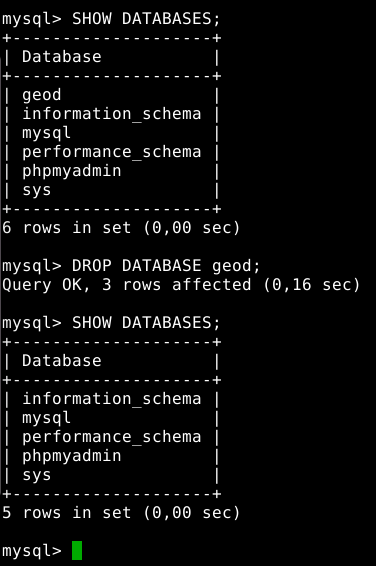 mysql> SHOW DATABASES;
+--------------------+
| Database           |
+--------------------+
| geod               |
| information_schema |
| mysql              |
| performance_schema |
| phpmyadmin         |
| sys                |
+--------------------+
6 rows in set (0,00 sec)
mysql> DROP DATABASE geod;
Query OK, 3 rows affected (0,16 sec)
mysql> SHOW DATABASES;
+--------------------+
| Database           |
+--------------------+
| information_schema |
| mysql              |
| performance_schema |
| phpmyadmin         |
| sys                |
+--------------------+
5 rows in set (0,00 sec)
mysql>